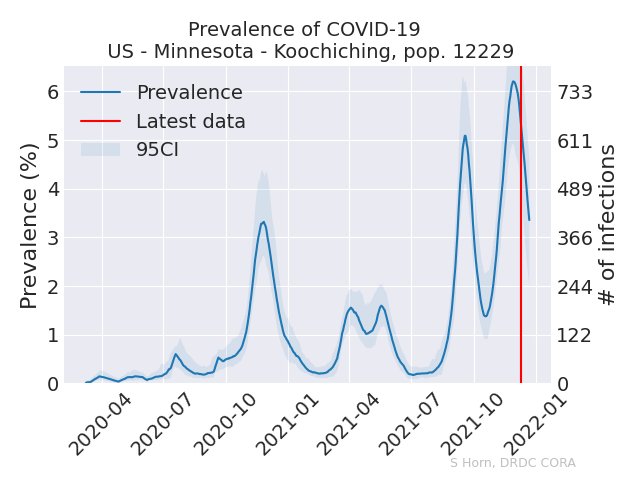 Prevalence of COVID-19
US - Minnesota - Koochiching, pop. 12229
Prevalence
Latest data
95CI
Prevalence (%)
6
5
4
3
2
1
0
733
611
489
366
244
122
0
# of infections
2020-04
2020-07
2020-10
2021-01
2021-04
2021-07
2021-10
2022-01
S Horn, DRDC CORA